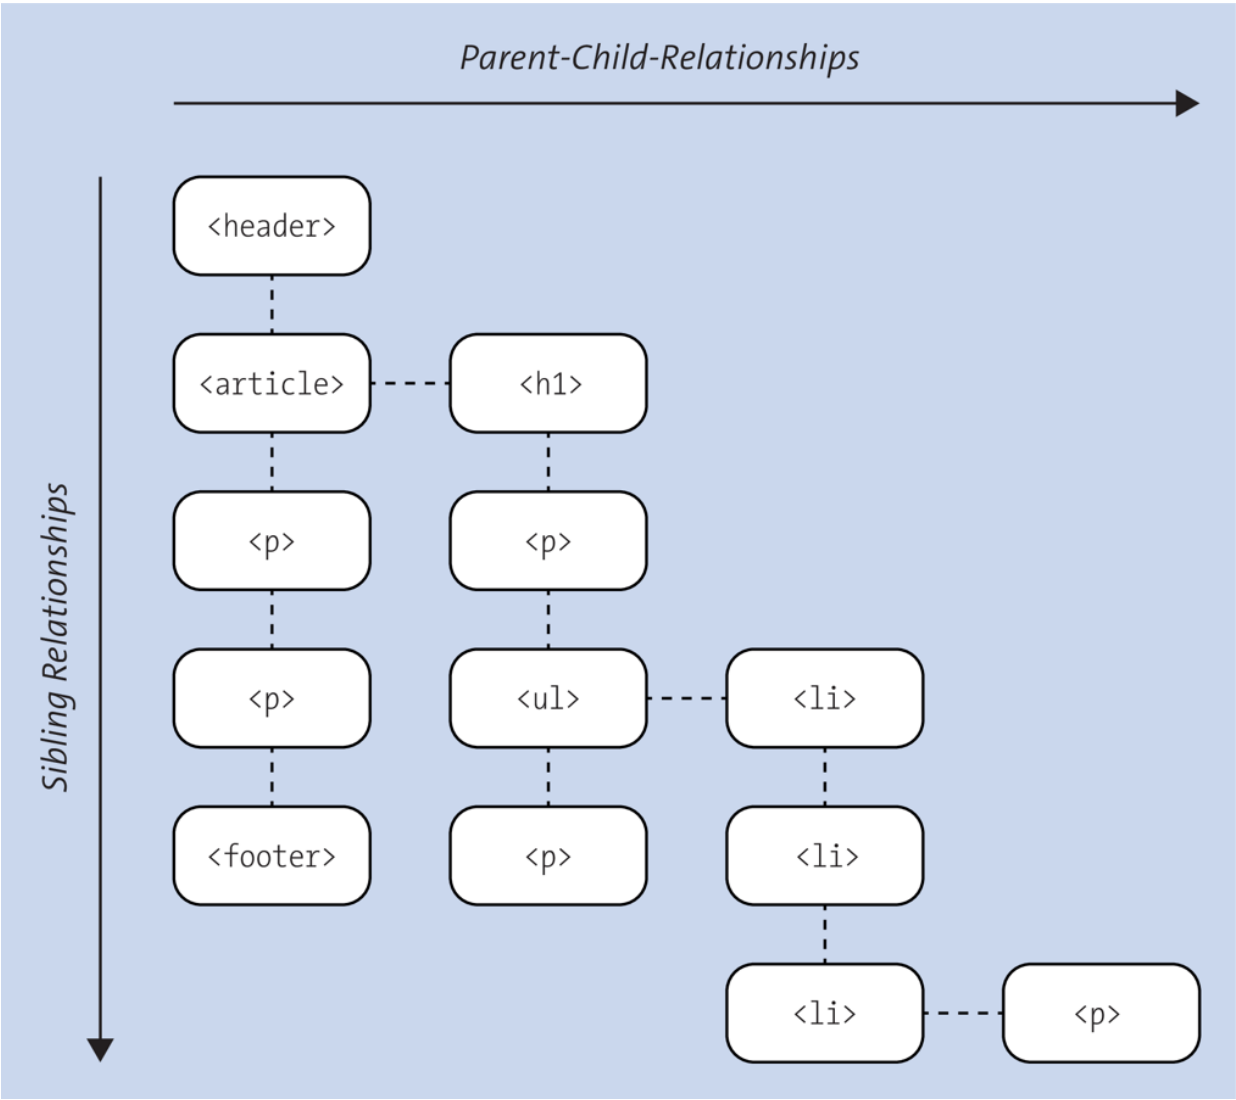 Parent-Child-Relationships
Sibling Relationships
<header>
<article> <h1>
<p> <p>
<p> <ul> <li>
<footer> <p> <li>
<li> <p>